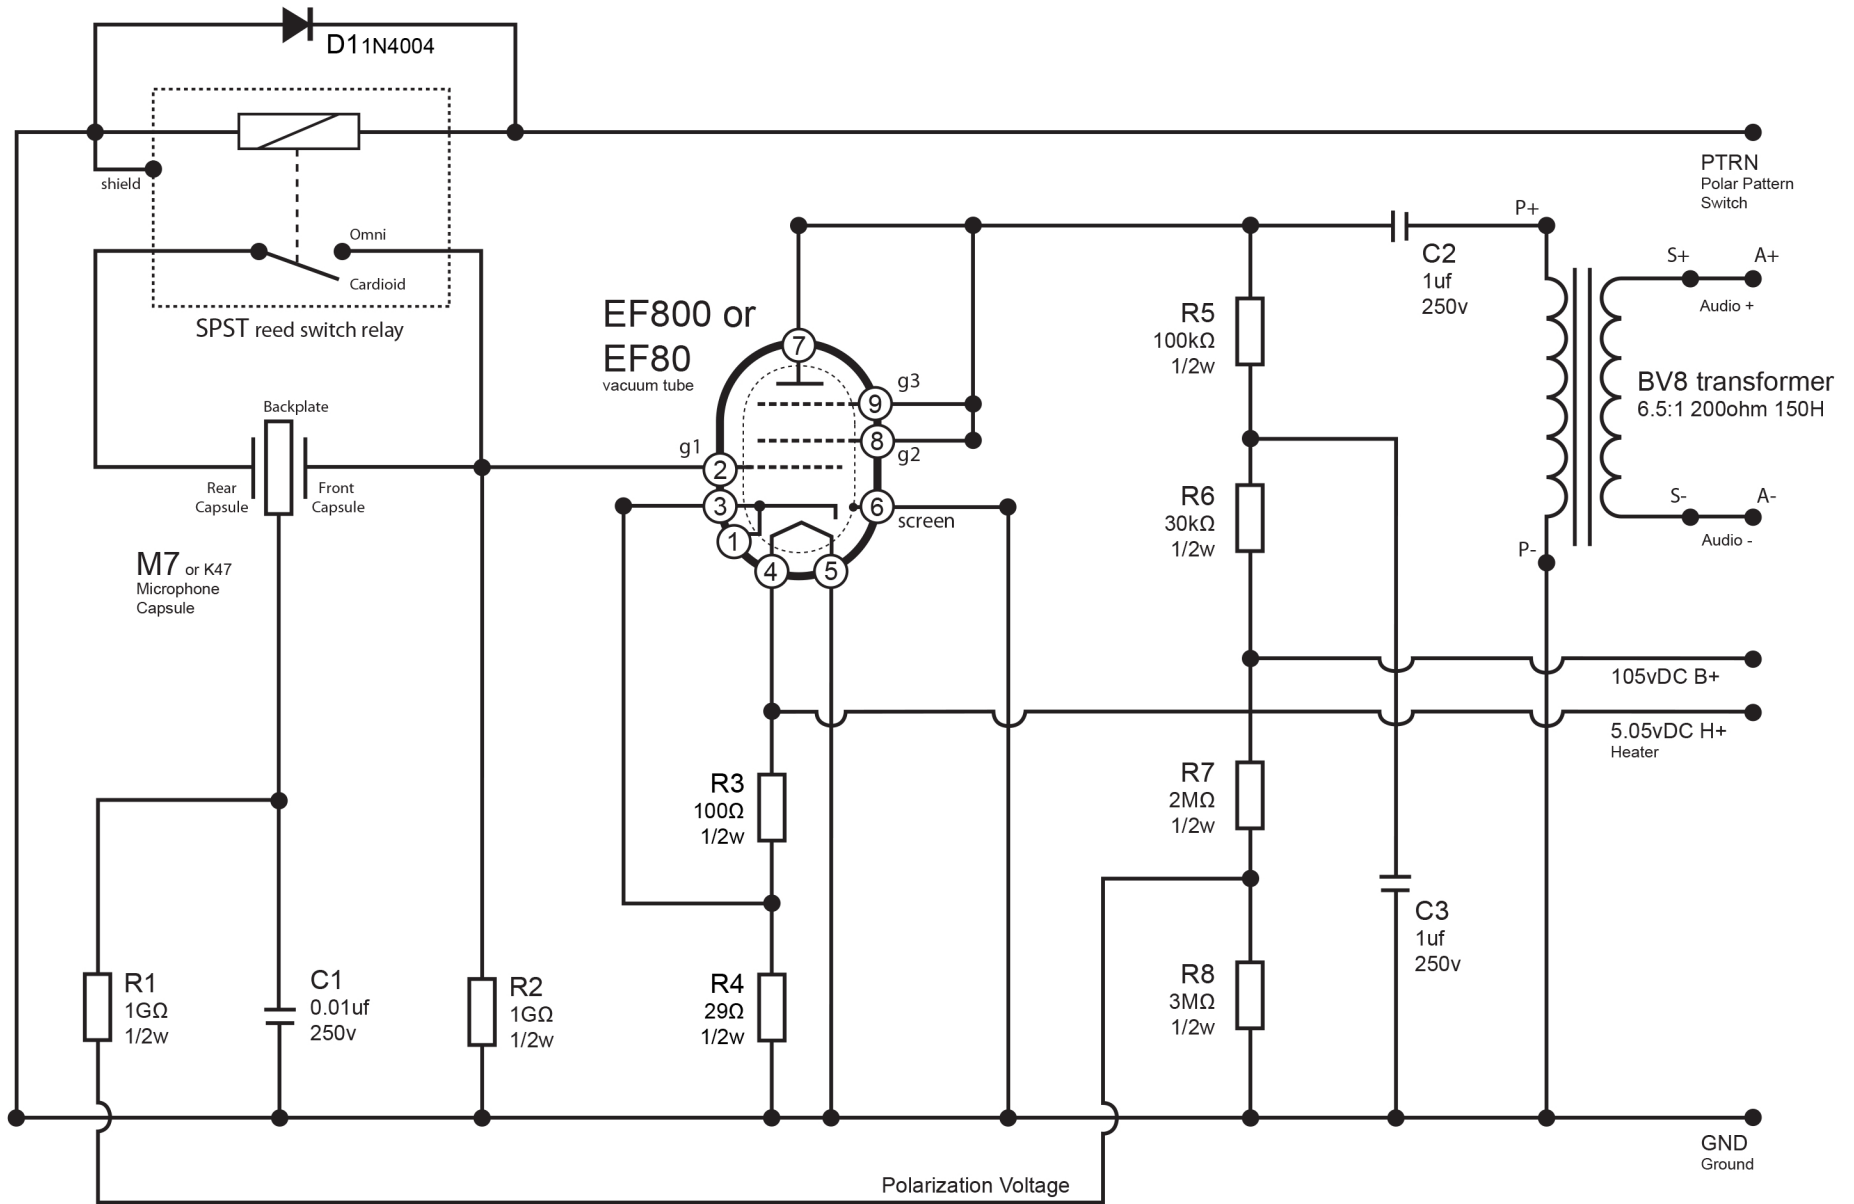 D1 1N4004
shield
Omni
Cardioid
SPST reed switch relay
PTRN
Polar Pattern
Switch
P+
C2
1uf
250v
S+
A+
Audio +
EF800 or
EF80
vacuum tube
7
g3
9
8
g2
g1
2
3
1
4
5
6
screen
R5
100kΩ
1/2w
BV8 transformer
6.5:1 200ohm 150H
Backplate
Rear
Capsule
Front
Capsule
M7 or K47
Microphone
Capsule
R6
30kΩ
1/2w
S-
A-
Audio -
P-
105vDC B+
5.05vDC H+
Heater
R3
100Ω
1/2w
R7
2MΩ
1/2w
C3
1uf
250v
R1
1GΩ
1/2w
C1
0.01uf
250v
R2
1GΩ
1/2w
R4
29Ω
1/2w
R8
3MΩ
1/2w
GND
Ground
Polarization Voltage